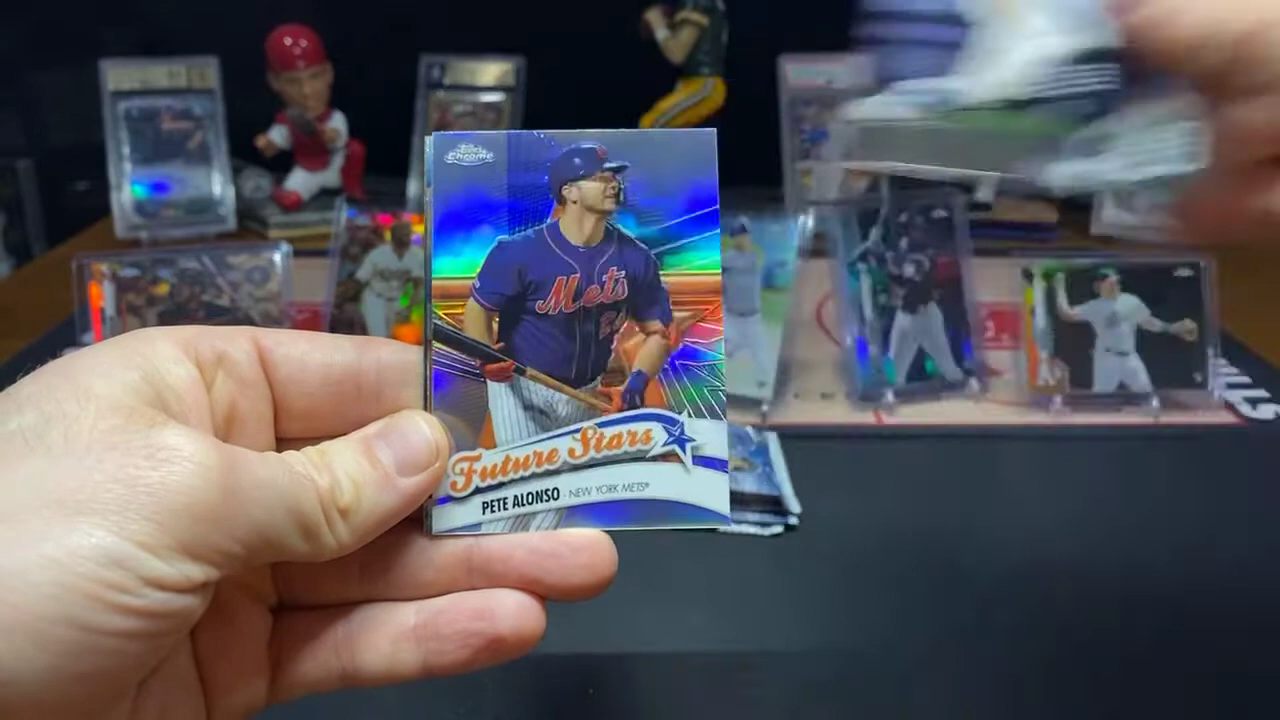 Topps
Chrome
Mets
Future Stars
PETE ALONSO - NEW YORK METS®